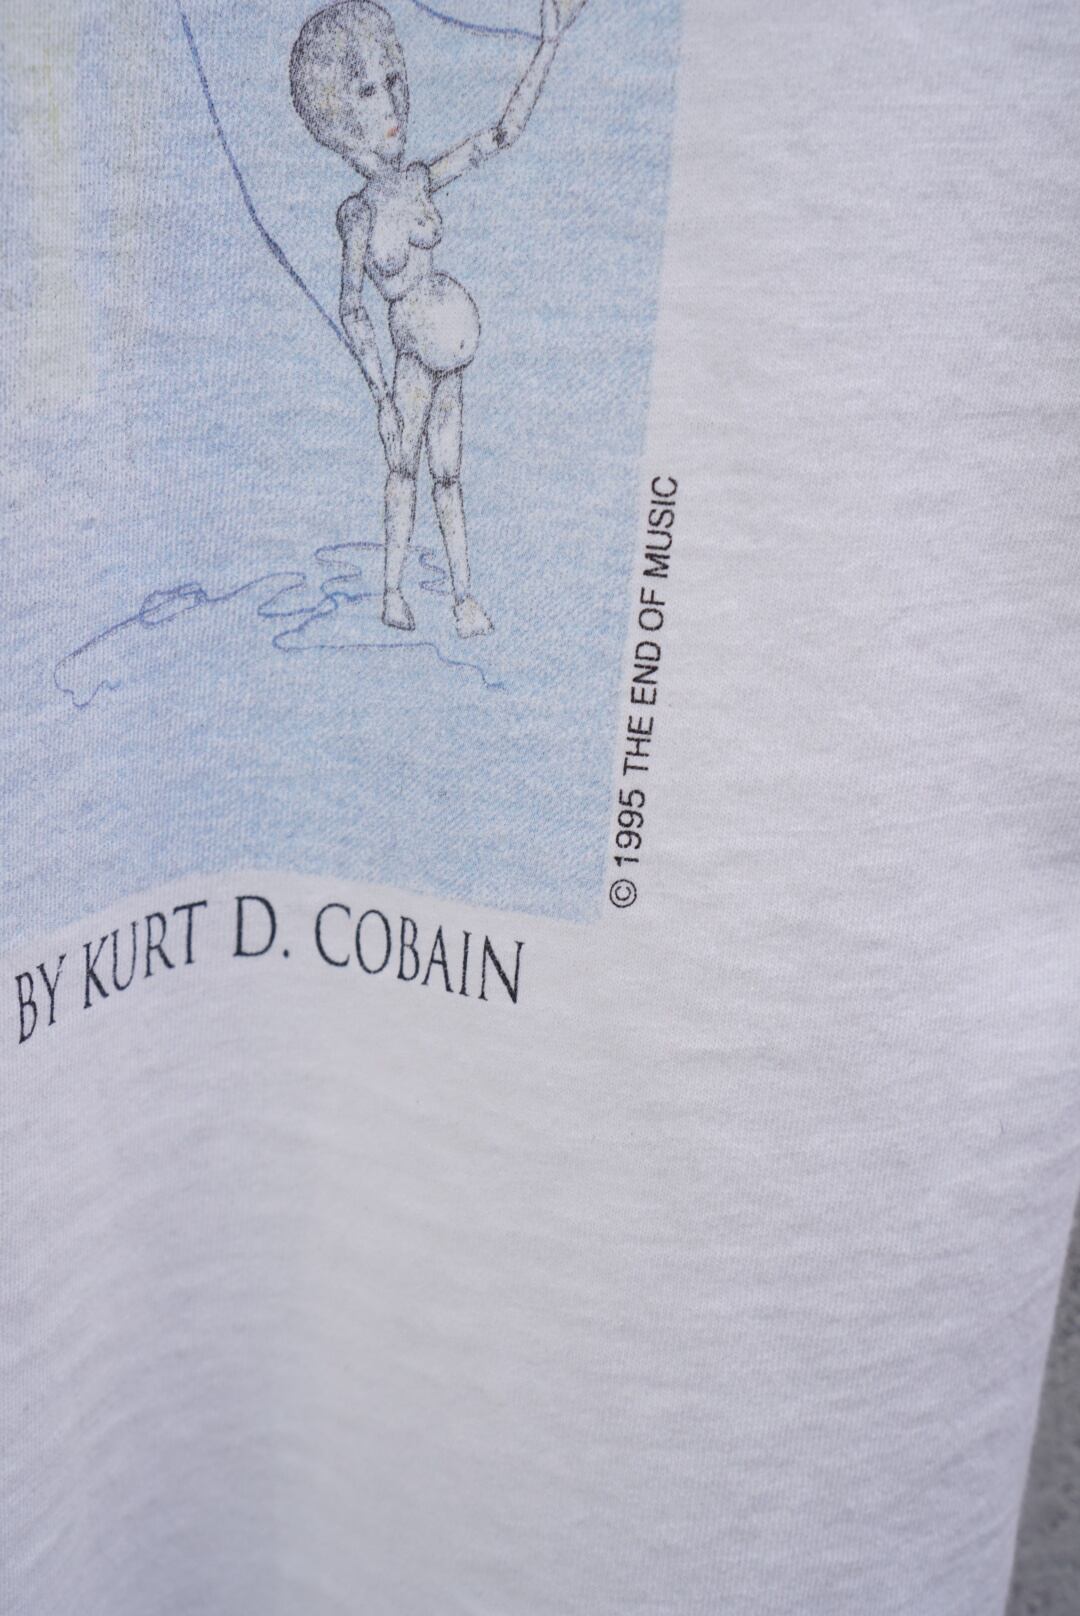 © 1995 THE END OF MUSIC
BY KURT D. COBAIN